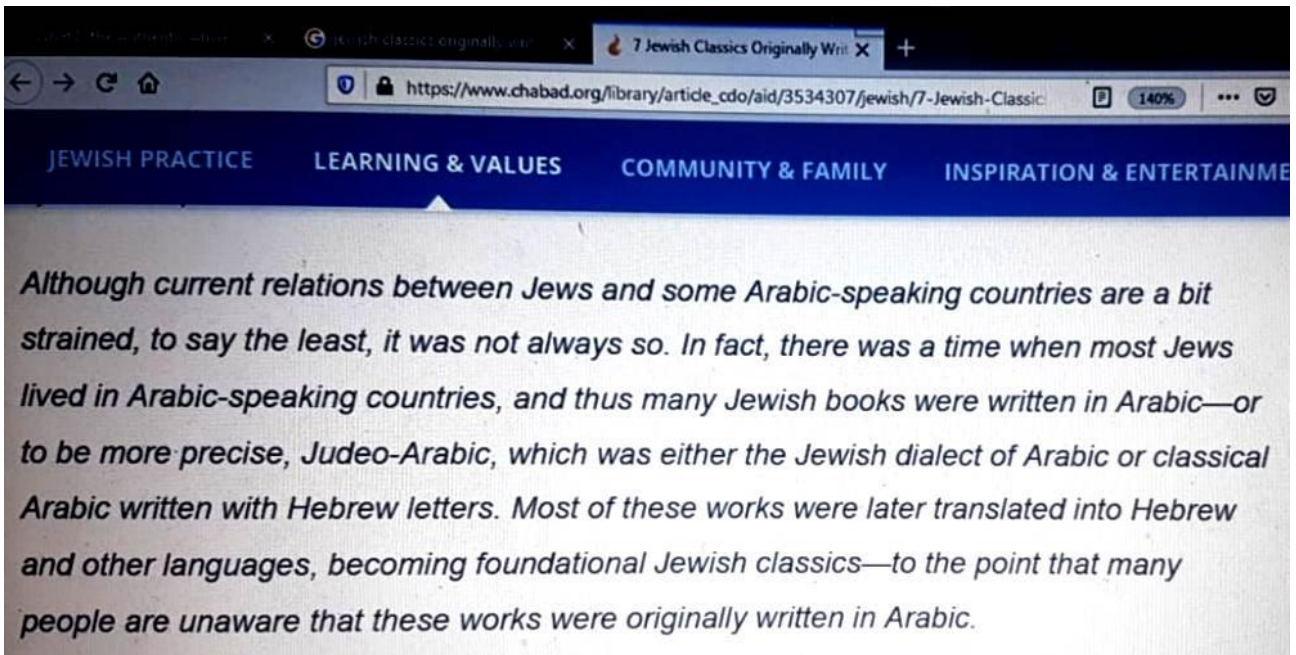 7 Jewish Classics Originally Writ
https://www.chabad.org/library/article_cdo/aid/3534307/jewish/7-Jewish-Classic
140%
JEWISH PRACTICE LEARNING & VALUES COMMUNITY & FAMILY INSPIRATION & ENTERTAINME
Although current relations between Jews and some Arabic-speaking countries are a bit
strained, to say the least, it was not always so. In fact, there was a time when most Jews
lived in Arabic-speaking countries, and thus many Jewish books were written in Arabic—or
to be more precise, Judeo-Arabic, which was either the Jewish dialect of Arabic or classical
Arabic written with Hebrew letters. Most of these works were later translated into Hebrew
and other languages, becoming foundational Jewish classics—to the point that many
people are unaware that these works were originally written in Arabic.